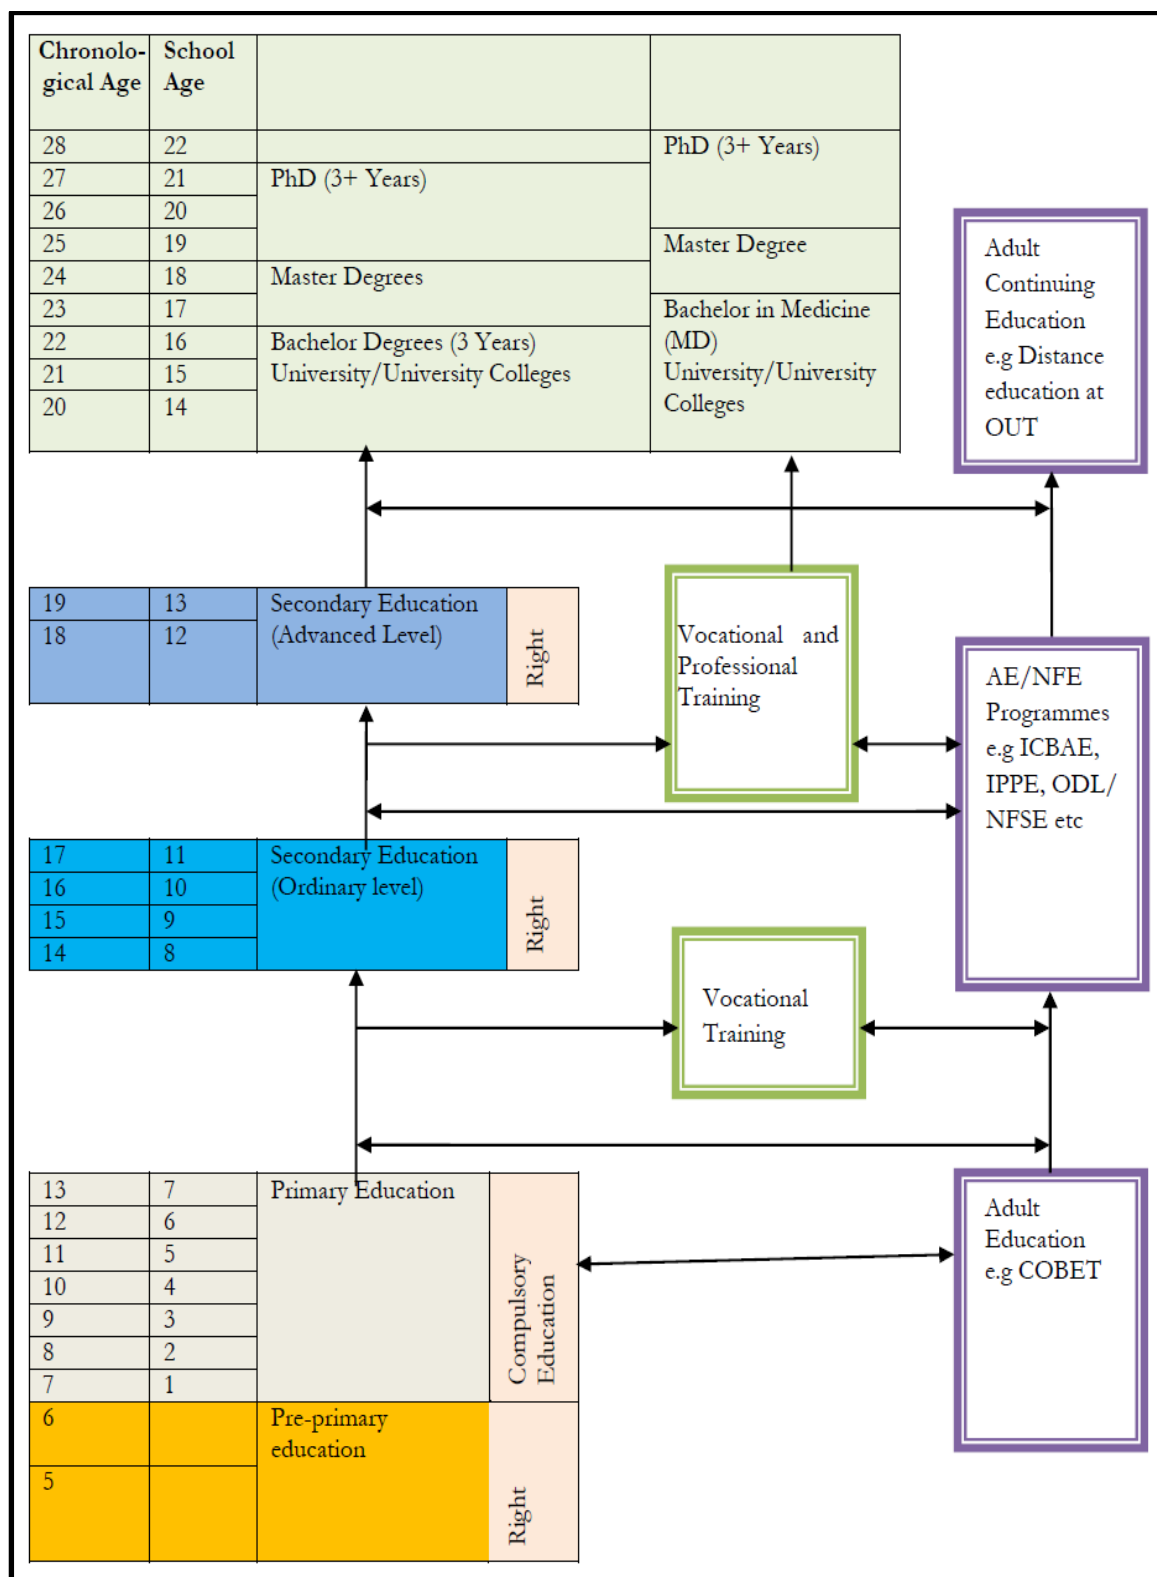 Chronolo-
gical Age
School
Age
28
22
PhD (3+ Years)
27
21
PhD (3+ Years)
26
20
25
19
Master Degree
24
18
Master Degrees
23
17
Bachelor in Medicine
(MD)
University/University
Colleges
22
16
Bachelor Degrees (3 Years)
University/University Colleges
21
15
20
14
Adult
Continuing
Education
e.g Distance
education at
OUT
19
13
Secondary Education
(Advanced Level)
Right
18
12
Vocational and
Professional
Training
AE/NFE
Programmes
e.g ICBAE,
IPPE, ODL/
NFSE etc
17
11
Secondary Education
(Ordinary level)
Right
16
10
15
9
14
8
Vocational
Training
13
7
Primary Education
Compulsory
Education
12
6
11
5
10
4
9
3
8
2
7
1
Adult
Education
e.g COBET
6
Pre-primary
education
Right
5